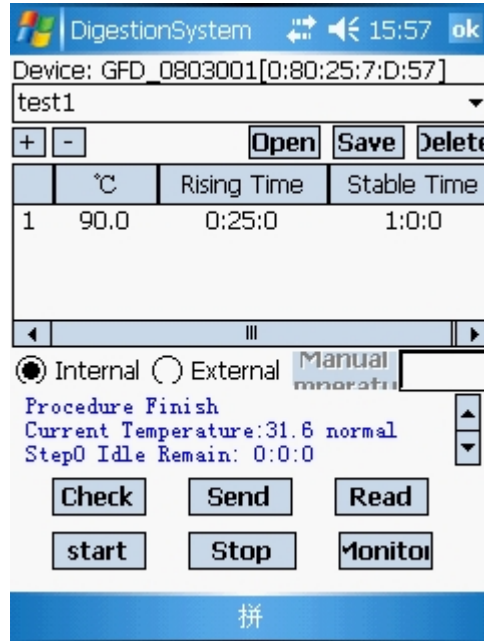 DigestionSystem 15:57 ok
Device: GFD_0803001[0:80:25:7:D:57]
test1
+ - Open Save Delete
℃ Rising Time Stable Time
1 90.0 0:25:0 1:0:0
Internal External Manual
Procedure Finish
Current Temperature:31.6 normal
Step0 Idle Remain: 0:0:0
Check Send Read
start Stop Monitor
拼